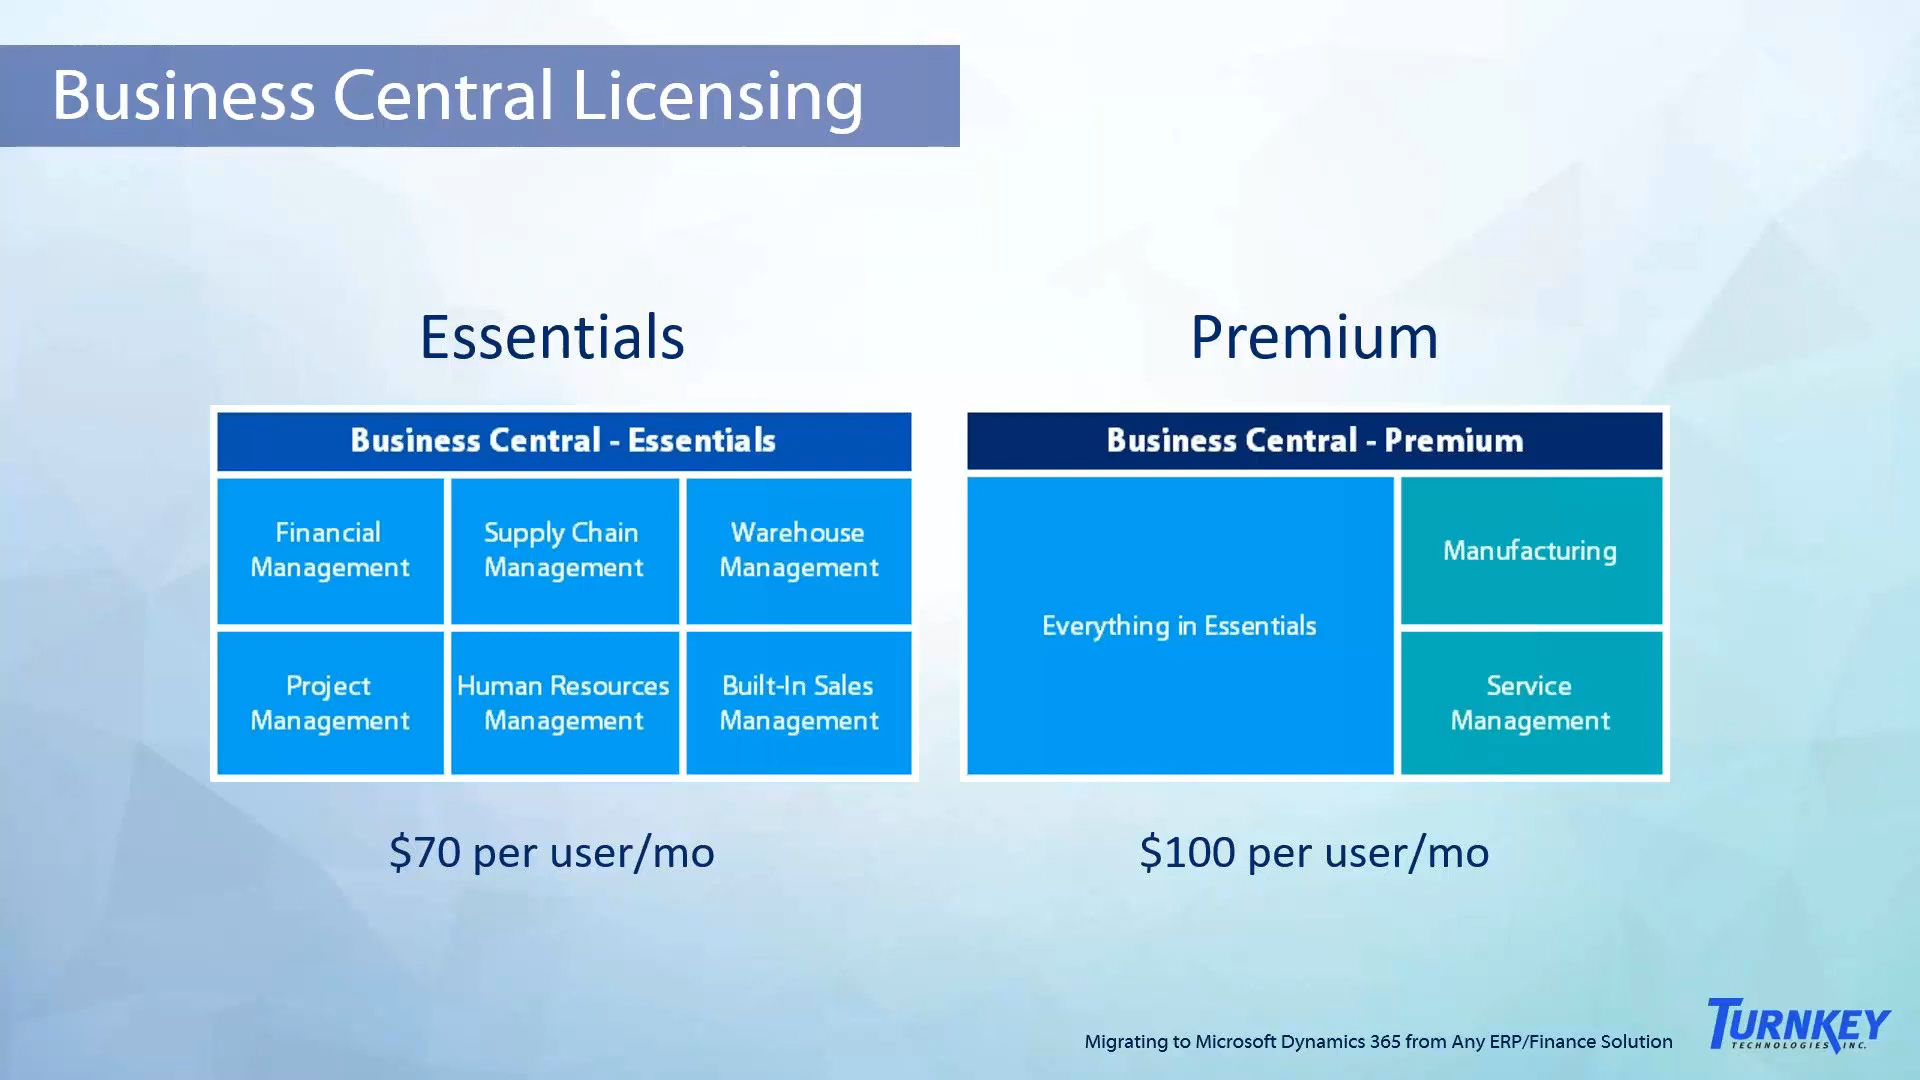 Business Central Licensing
Essentials
Business Central - Essentials
Financial
Management
Supply Chain
Management
Warehouse
Management
Project
Management
Human Resources
Management
Built-In Sales
Management
$70 per user/mo
Premium
Business Central - Premium
Everything in Essentials
Manufacturing
Service
Management
$100 per user/mo
Migrating to Microsoft Dynamics 365 from Any ERP/Finance Solution
TURNKEY
TECHNOLOGIES, INC.